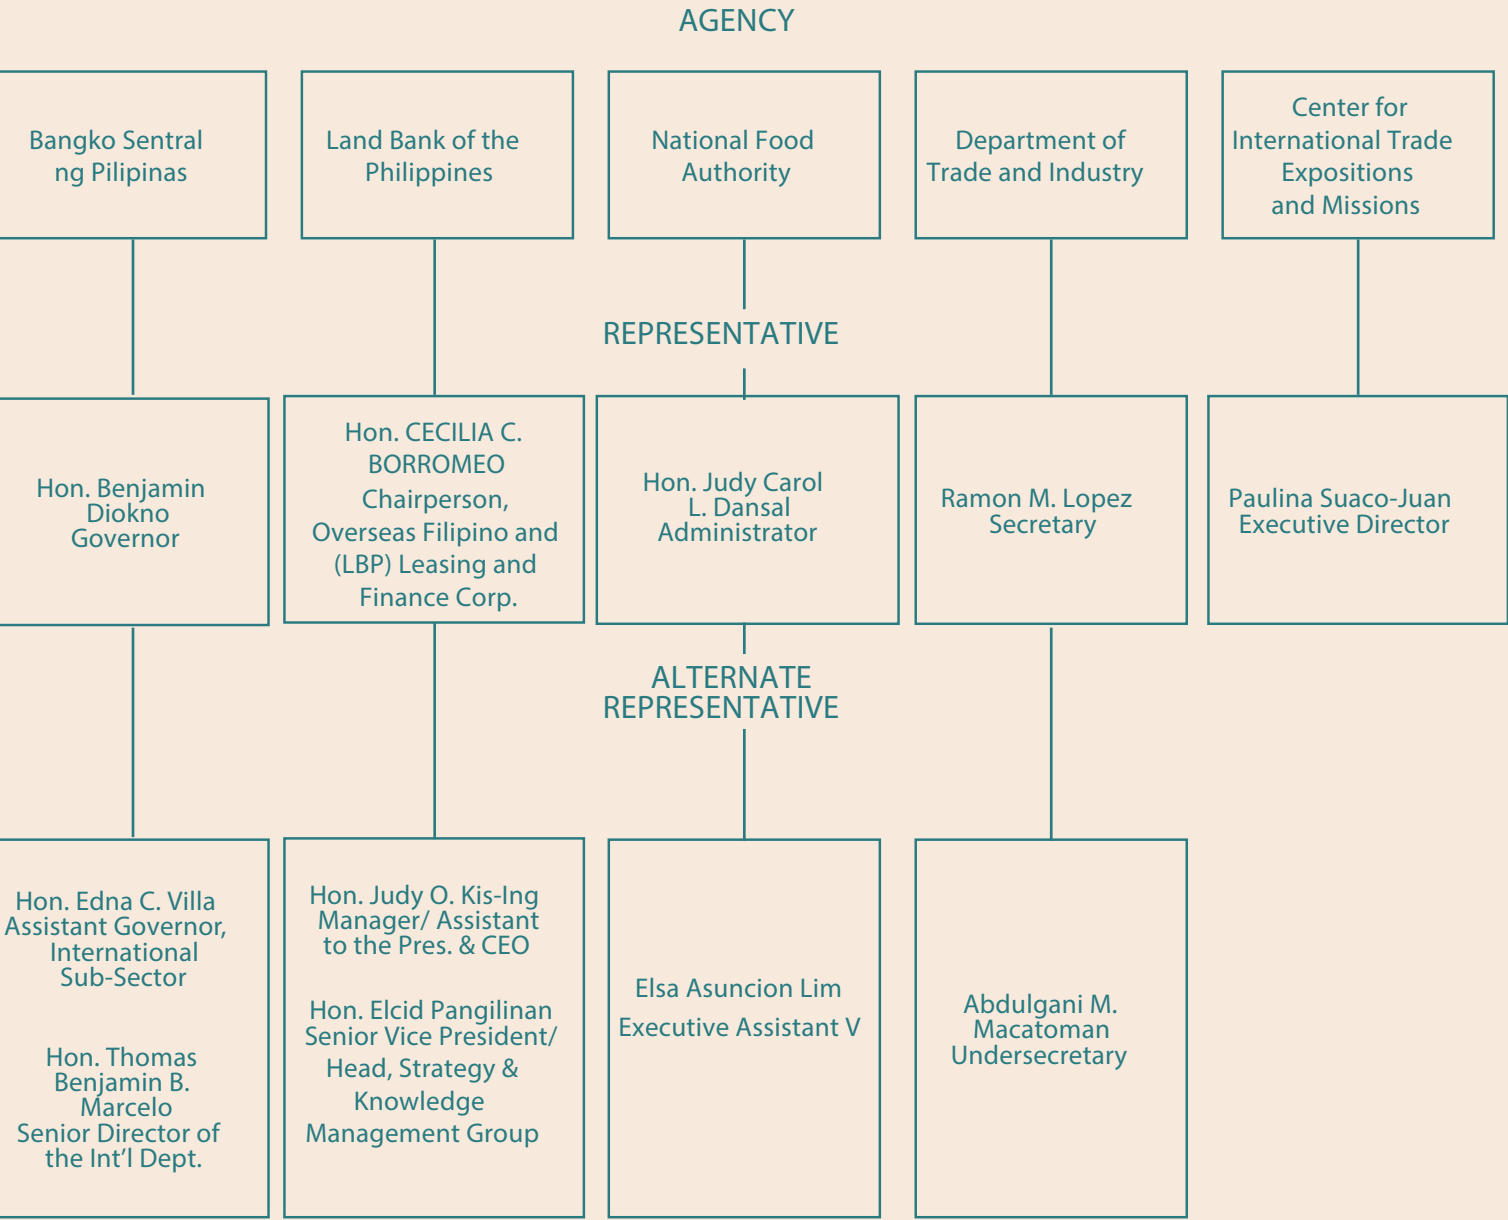 AGENCY
Bangko Sentral
ng Pilipinas
Land Bank of the
Philippines
National Food
Authority
Department of
Trade and Industry
Center for
International Trade
Expositions
and Missions
REPRESENTATIVE
Hon. Benjamin
Diokno
Governor
Hon. CECILIA C.
BORROMEO
Chairperson,
Overseas Filipino and
(LBP) Leasing and
Finance Corp.
Hon. Judy Carol
L. Dansal
Administrator
Ramon M. Lopez
Secretary
Paulina Suaco-Juan
Executive Director
ALTERNATE
REPRESENTATIVE
Hon. Edna C. Villa
Assistant Governor,
International
Sub-Sector
Hon. Thomas
Benjamin B.
Marcelo
Senior Director of
the Int'l Dept.
Hon. Judy O. Kis-Ing
Manager/ Assistant
to the Pres. & CEO
Hon. Elcid Pangilinan
Senior Vice President/
Head, Strategy &
Knowledge
Management Group
Elsa Asuncion Lim
Executive Assistant V
Abdulgani M.
Macatoman
Undersecretary